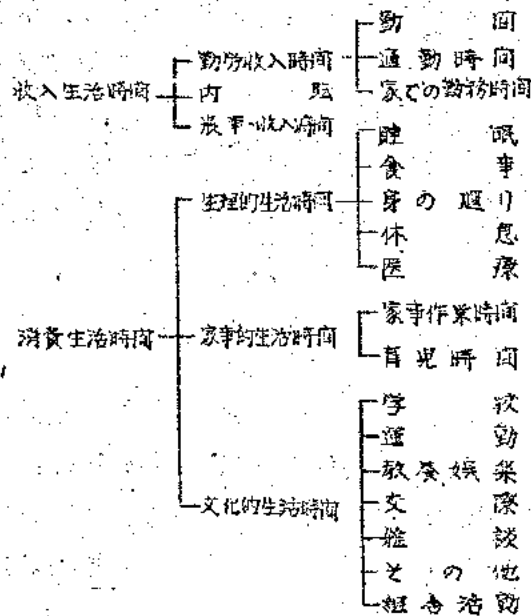 収入生活時間
勤労収入時間
勤 間
通勤時間
家での勤務時間
内 職
農事収入時間
消費生活時間
生理的生活時間
睡 眠
食 事
身の廻り
休 息
医 療
家事的生活時間
家事作業時間
育児時間
文化的生活時間
学 校
運 動
教養娯楽
交 際
雑 談
その他
組合活動